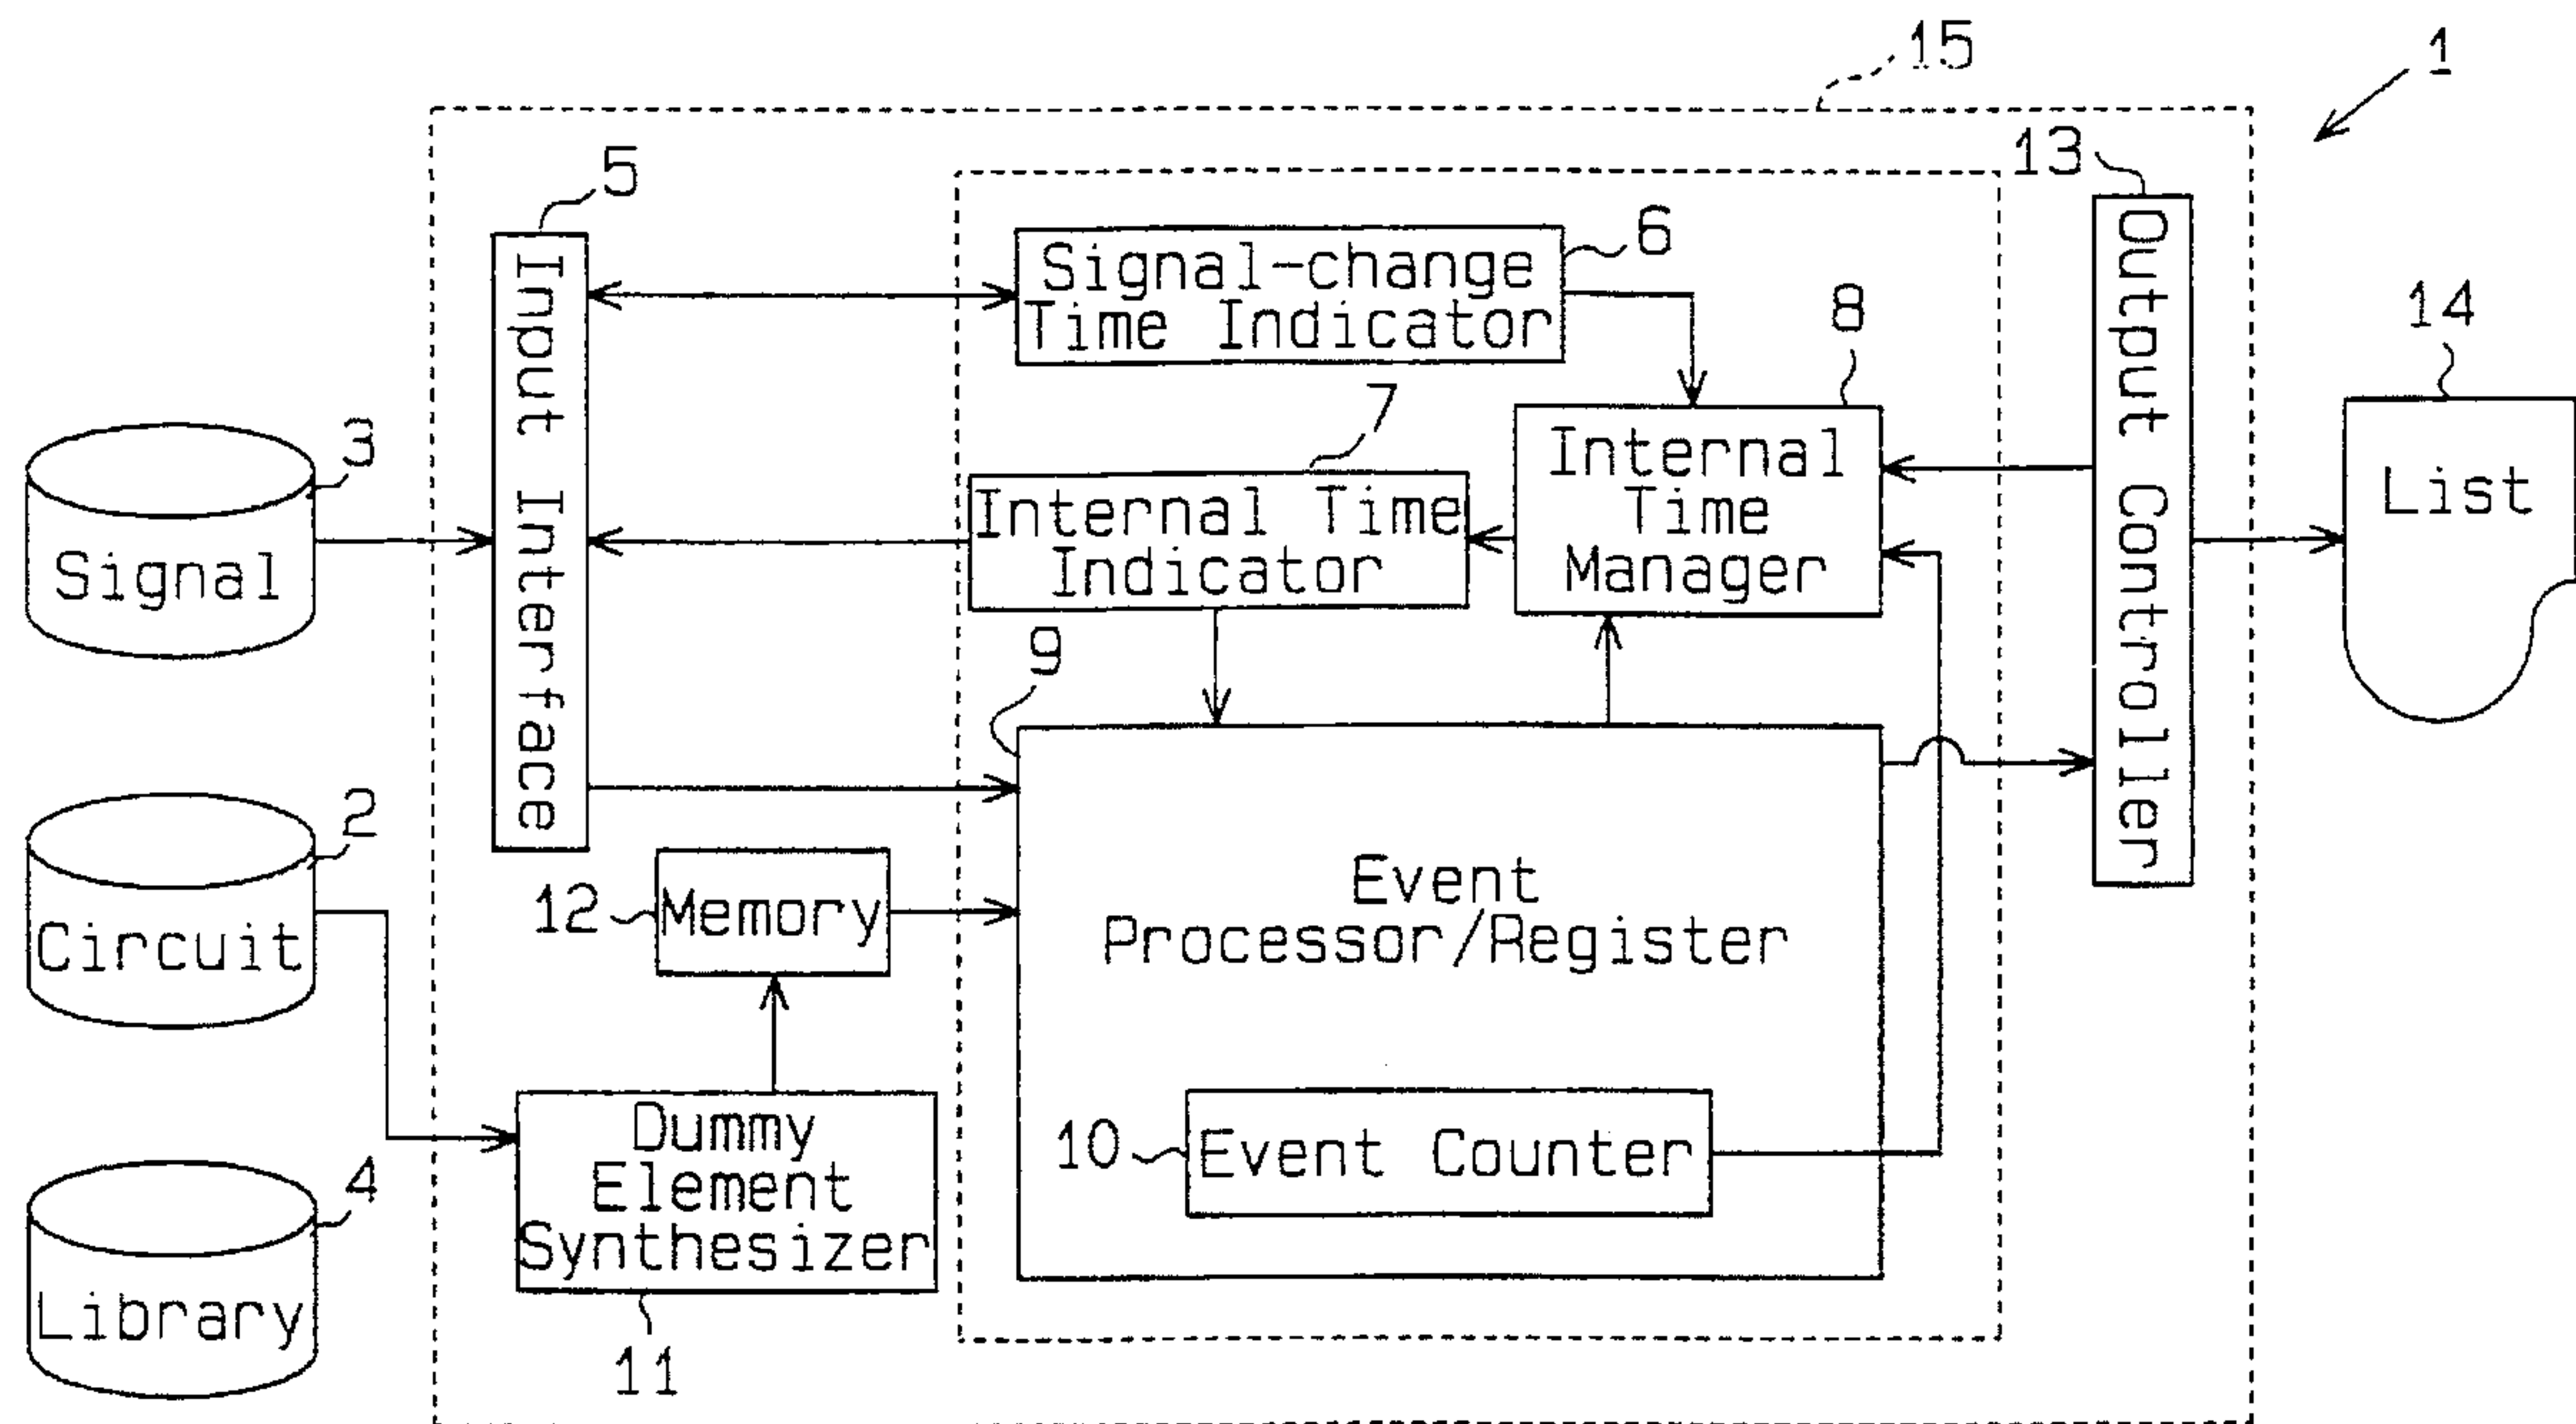 15
1
13
5
6
Signal-change
Time Indicator
Input Interface
Output Controller
8
14
7
3
Internal
Time
Manager
List
Internal Time
Indicator
Signal
9
2
Event
Processor/Register
12
Memory
Circuit
Dummy
Element
Synthesizer
10
Event Counter
4
Library
11